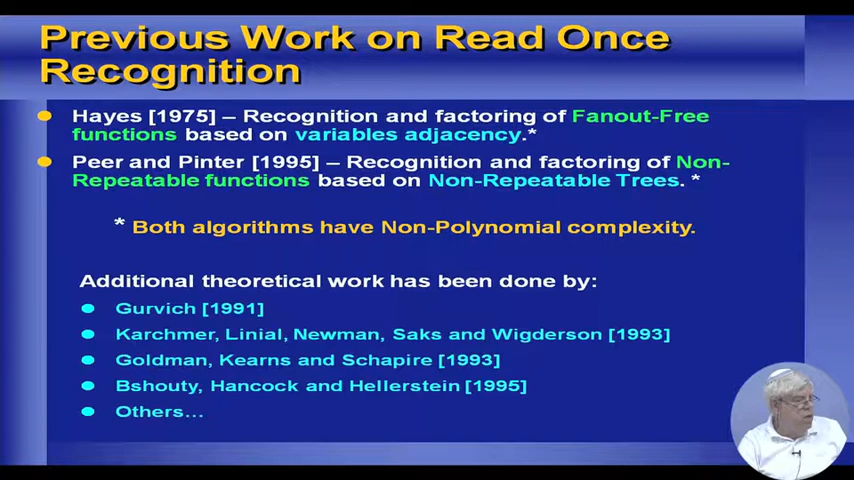 Previous Work on Read Once
Recognition
Hayes [1975] – Recognition and factoring of Fanout-Free
functions based on variables adjacency.*
Peer and Pinter [1995] – Recognition and factoring of Non-
Repeatable functions based on Non-Repeatable Trees. *
* Both algorithms have Non-Polynomial complexity.
Additional theoretical work has been done by:
Gurvich [1991]
Karchmer, Linial, Newman, Saks and Wigderson [1993]
Goldman, Kearns and Schapire [1993]
Bshouty, Hancock and Hellerstein [1995]
Others...